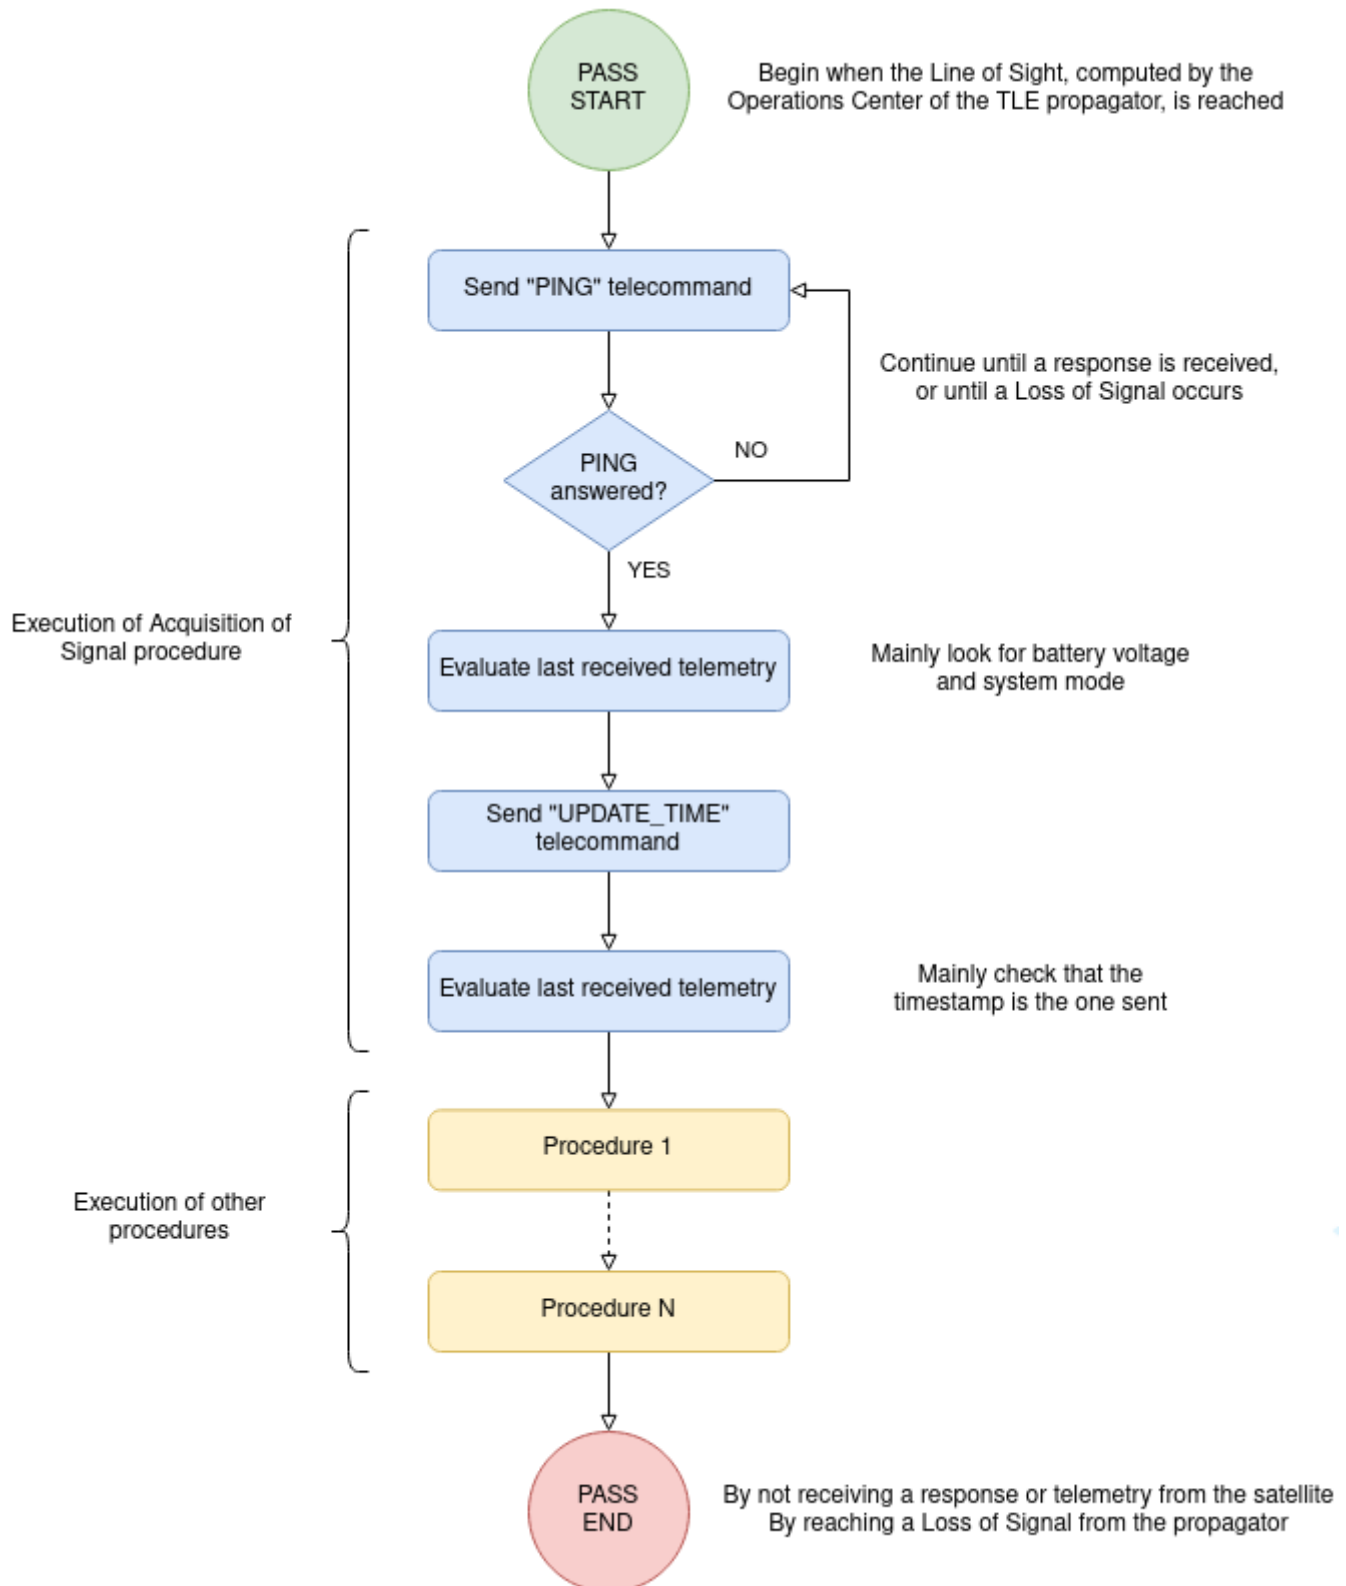 PASS
START
Begin when the Line of Sight, computed by the
Operations Center of the TLE propagator, is reached
Send "PING" telecommand
Continue until a response is received,
or until a Loss of Signal occurs
PING
answered?
NO
YES
Execution of Acquisition of
Signal procedure
Evaluate last received telemetry
Mainly look for battery voltage
and system mode
Send "UPDATE_TIME"
telecommand
Evaluate last received telemetry
Mainly check that the
timestamp is the one sent
Procedure 1
Execution of other
procedures
Procedure N
PASS
END
By not receiving a response or telemetry from the satellite
By reaching a Loss of Signal from the propagator